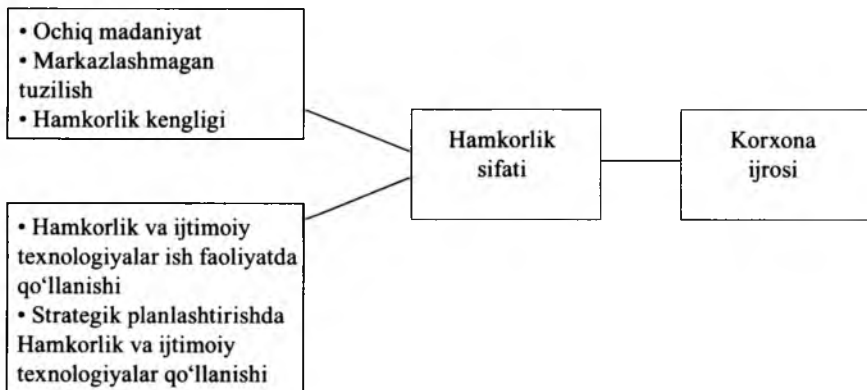 • Ochiq madaniyat
• Markazlashmagan
tuzilish
• Hamkorlik kengligi
Hamkorlik
sifati
Korxona
ijrosi
• Hamkorlik va ijtimoiy
texnologiyalar ish faoliyatda
qo‘llanishi
• Strategik planlashtirishda
Hamkorlik va ijtimoiy
texnologiyalar qo‘llanishi